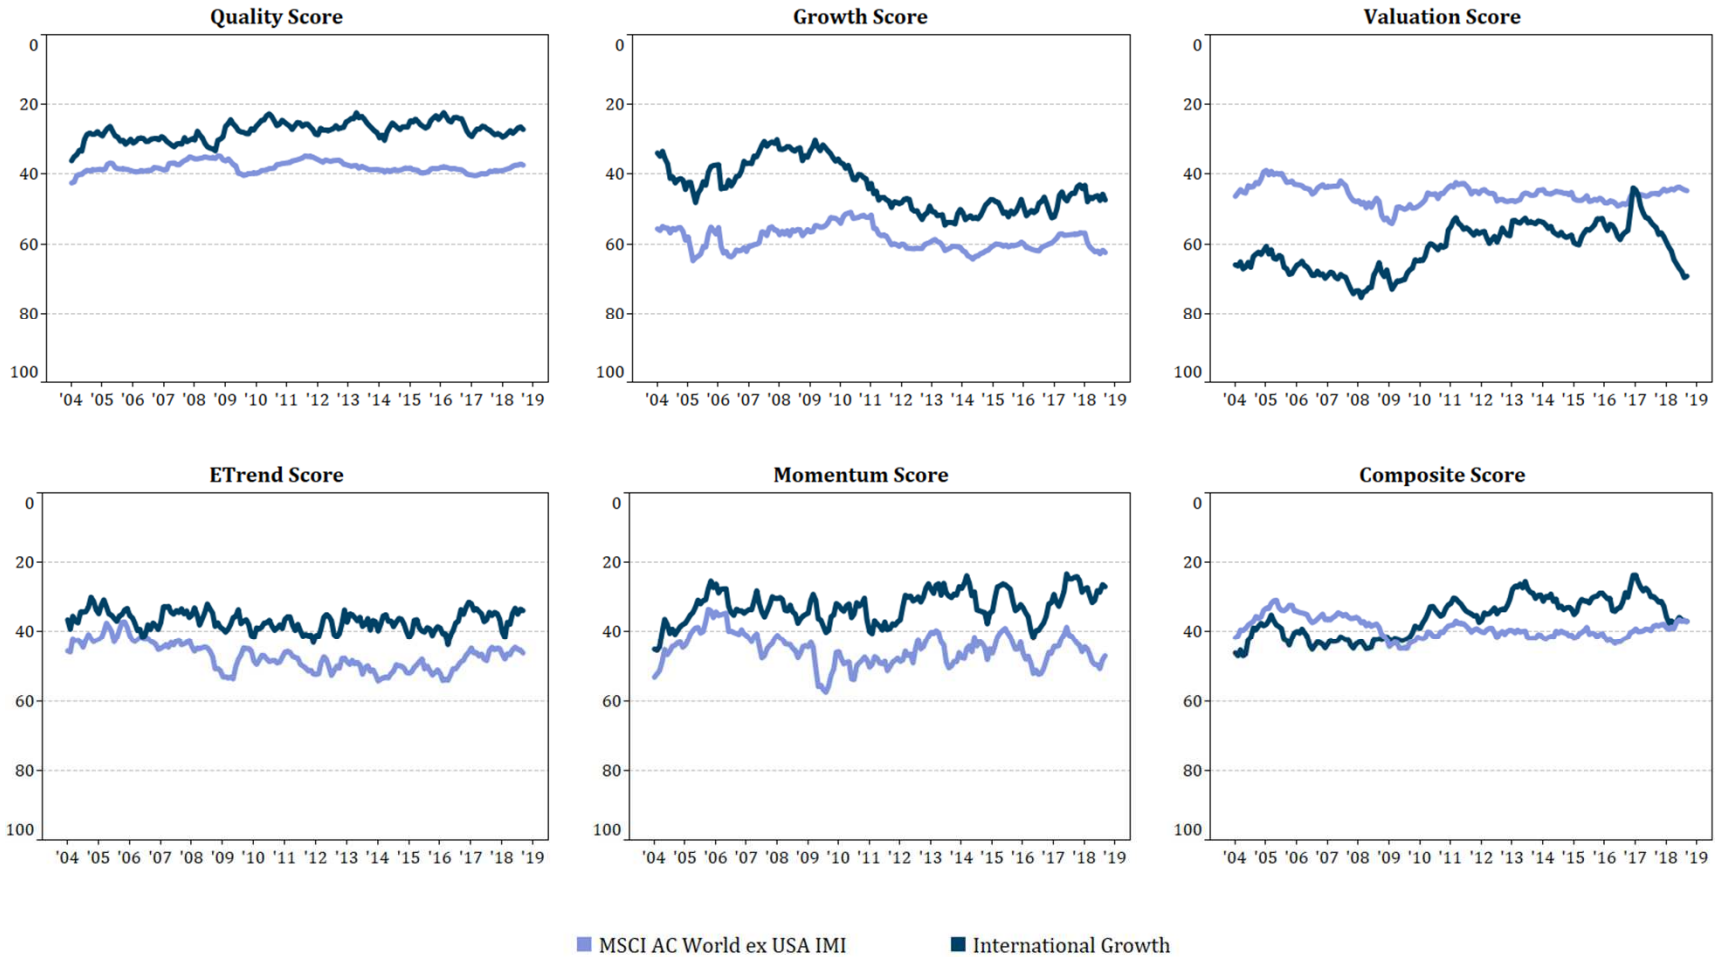 Quality Score
0
20
40
60
80
100
'04 '05 '06 '07 '08 '09 '10 '11 '12 '13 '14 '15 '16 '17 '18 '19
Growth Score
0
20
40
60
80
100
'04 '05 '06 '07 '08 '09 '10 '11 '12 '13 '14 '15 '16 '17 '18 '19
Valuation Score
0
20
40
60
80
100
'04 '05 '06 '07 '08 '09 '10 '11 '12 '13 '14 '15 '16 '17 '18 '19
ETrend Score
0
20
40
60
80
100
'04 '05 '06 '07 '08 '09 '10 '11 '12 '13 '14 '15 '16 '17 '18 '19
Momentum Score
0
20
40
60
80
100
'04 '05 '06 '07 '08 '09 '10 '11 '12 '13 '14 '15 '16 '17 '18 '19
Composite Score
0
20
40
60
80
100
'04 '05 '06 '07 '08 '09 '10 '11 '12 '13 '14 '15 '16 '17 '18 '19
MSCI AC World ex USA IMI
International Growth